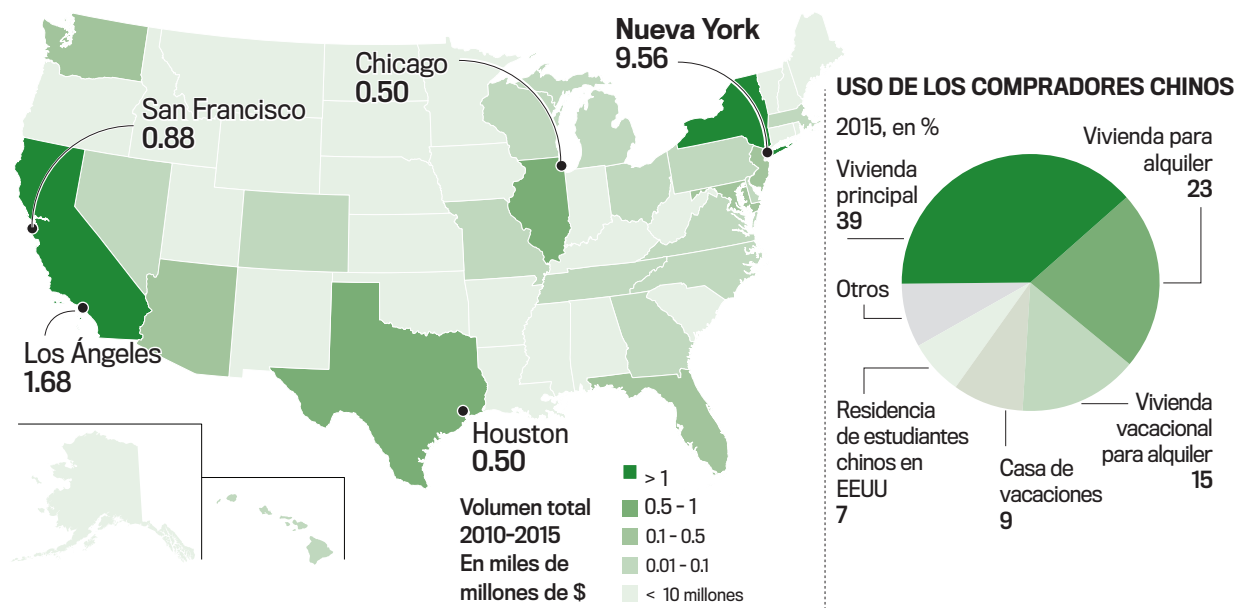 Nueva York
9.56
Chicago
0.50
San Francisco
0.88
Los Ángeles
1.68
Houston
0.50
Volumen total
2010-2015
En miles de
millones de $
> 1
0.5 - 1
0.1 - 0.5
0.01 - 0.1
< 10 millones
USO DE LOS COMPRADORES CHINOS
2015, en %
Vivienda para
alquiler
23
Vivienda
principal
39
Otros
Residencia
de estudiantes
chinos en
EEUU
7
Casa de
vacaciones
9
Vivienda
vacacional
para alquiler
15